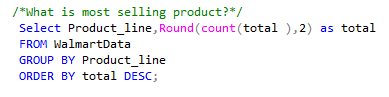 /*What is most selling product?*/
Select Product_line,Round(count(total ),2) as total
FROM WalmartData
GROUP BY Product_line
ORDER BY total DESC;